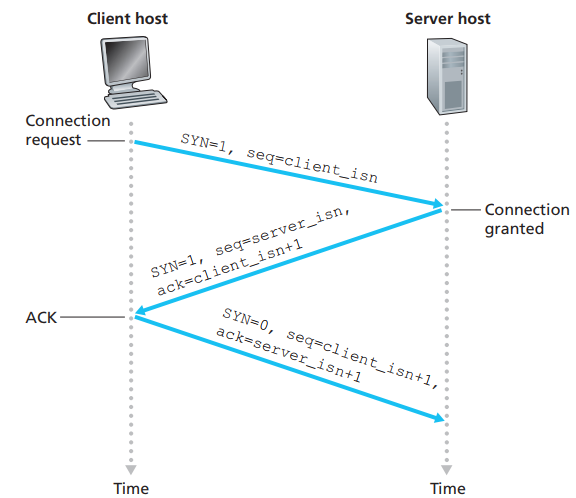 Client host
Server host
Connection
request
SYN=1, seq=client_isn
Connection
granted
SYN=1, seq=server_isn,
ack=client_isn+1
ACK
SYN=0, seq=client_isn+1,
ack=server_isn+1
Time
Time